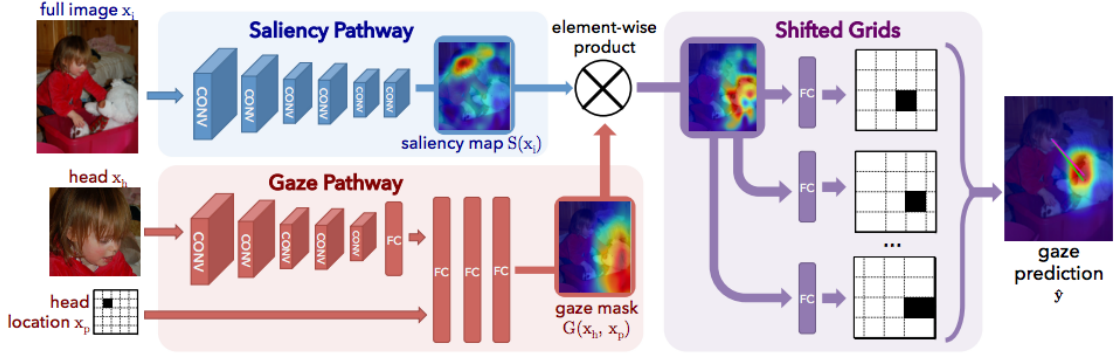 full image x_i
Saliency Pathway
CONV
CONV
CONV
CONV
CONV
CONV
saliency map S(x_i)
element-wise
product
Gaze Pathway
head x_h
CONV
CONV
CONV
CONV
CONV
FC
FC
FC
FC
head
location x_p
gaze mask
G(x_h, x_p)
Shifted Grids
FC
FC
...
FC
gaze
prediction
ŷ